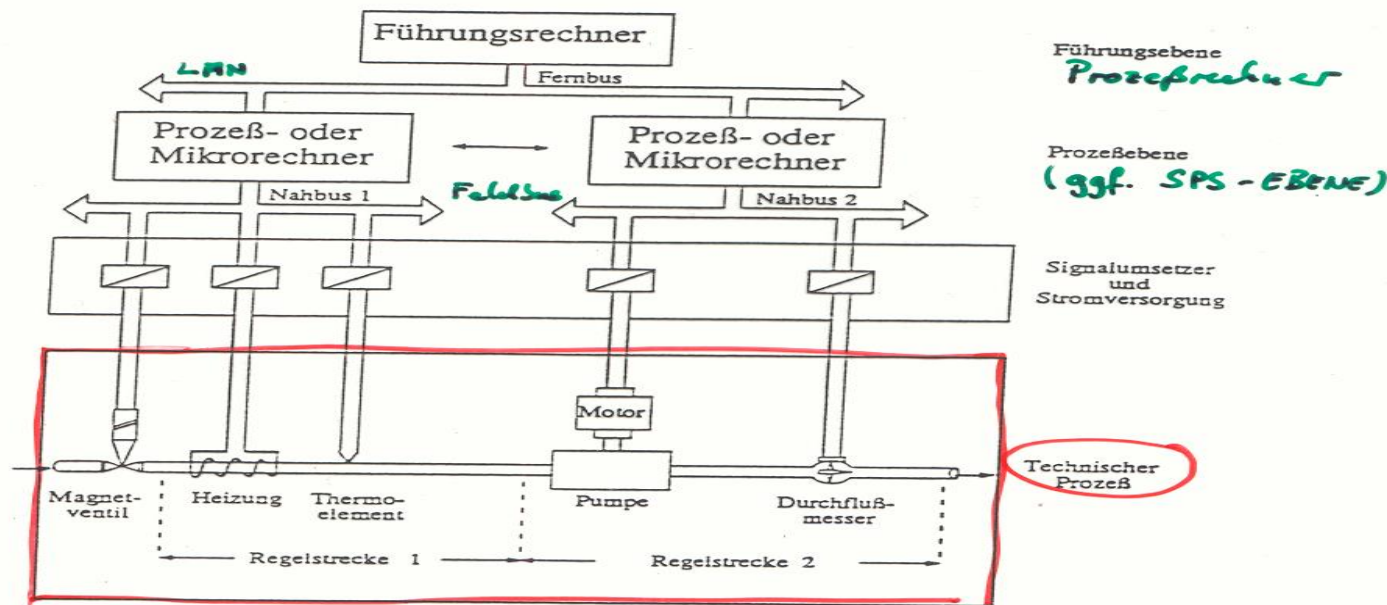 Führungsrechner
Führungsebene
LAN
Fernbus
Prozeßrechner
Prozeß- oder
Mikrorechner
Prozeß- oder
Mikrorechner
Prozeßebene
(ggf. SPS-EBENE)
Nahbus 1
Feldbus
Nahbus 2
Signalumsetzer
und
Stromversorgung
Motor
Technischer
Prozeß
Magnet-
ventil
Heizung
Thermo-
element
Pumpe
Durchfluß-
messer
Regelstrecke 1
Regelstrecke 2